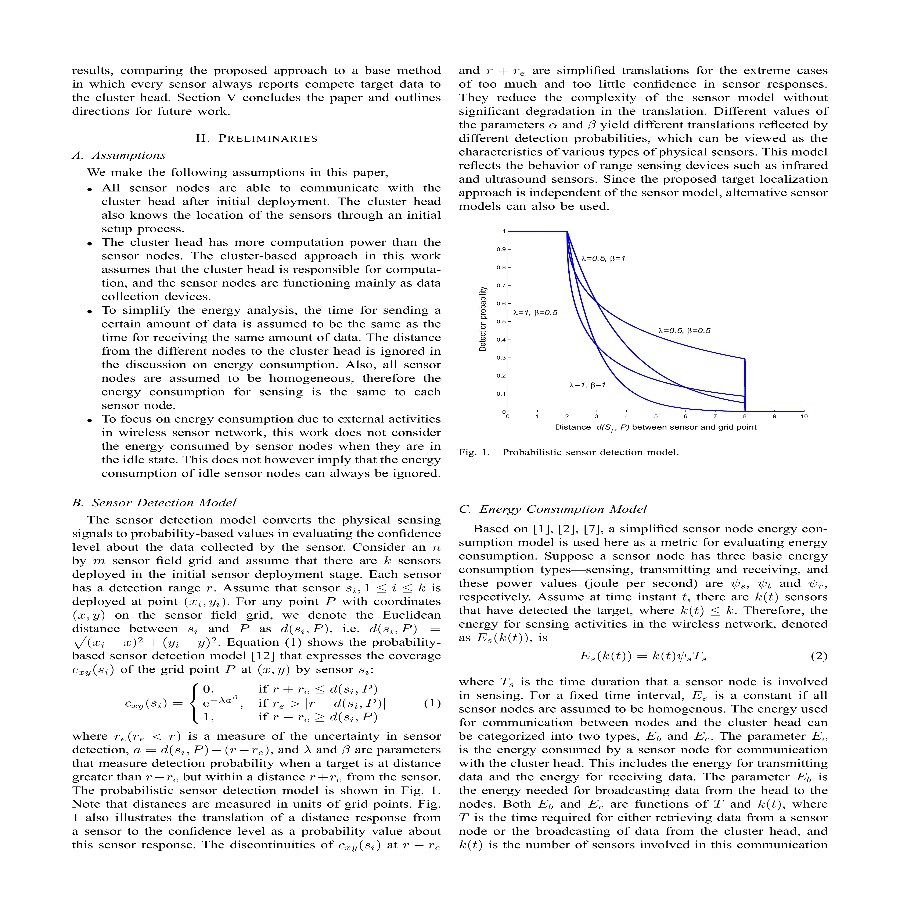 results, comparing the proposed approach to a base method
in which every sensor always reports compete target data to
the cluster head. Section V concludes the paper and outlines
directions for future work.
II. PRELIMINARIES
A. Assumptions
We make the following assumptions in this paper,
• All sensor nodes are able to communicate with the
cluster head after initial deployment. The cluster head
also knows the location of the sensors through an initial
setup process.
• The cluster head has more computation power than the
sensor nodes. The cluster-based approach in this work
assumes that the cluster head is responsible for computa-
tion, and the sensor nodes are functioning mainly as data
collection devices.
• To simplify the energy analysis, the time for sending a
certain amount of data is assumed to be the same as the
time for receiving the same amount of data. The distance
from the different nodes to the cluster head is ignored in
the discussion on energy consumption. Also, all sensor
nodes are assumed to be homogeneous, therefore the
energy consumption for sensing is the same to each
sensor node.
• To focus on energy consumption due to external activities
in wireless sensor network, this work does not consider
the energy consumed by sensor nodes when they are in
the idle state. This does not however imply that the energy
consumption of idle sensor nodes can always be ignored.
B. Sensor Detection Model
The sensor detection model converts the physical sensing
signals to probability-based values in evaluating the confidence
level about the data collected by the sensor. Consider an n
by m sensor field grid and assume that there are k sensors
deployed in the initial sensor deployment stage. Each sensor
has a detection range r. Assume that sensor s_i, 1 ≤ i ≤ k is
deployed at point (x_i, y_i). For any point P with coordinates
(x, y) on the sensor field grid, we denote the Euclidean
distance between s_i and P as d(s_i, P), i.e. d(s_i, P) =
√(x_i − x)² + (y_i − y)². Equation (1) shows the probability-
based sensor detection model [12] that expresses the coverage
c_xy(s_i) of the grid point P at (x, y) by sensor s_i:
c_xy(s_i) = { 0, if r + r_e ≤ d(s_i, P)
e^{−λa^β}, if r_e > |r − d(s_i, P)| (1)
1, if r − r_e ≥ d(s_i, P)
where r_e(r_e < r) is a measure of the uncertainty in sensor
detection, a = d(s_i, P) − (r − r_e), and λ and β are parameters
that measure detection probability when a target is at distance
greater than r − r_e but within a distance r + r_e from the sensor.
The probabilistic sensor detection model is shown in Fig. 1.
Note that distances are measured in units of grid points. Fig.
1 also illustrates the translation of a distance response from
a sensor to the confidence level as a probability value about
this sensor response. The discontinuities of c_xy(s_i) at r − r_e
and r + r_e are simplified translations for the extreme cases
of too much and too little confidence in sensor responses.
They reduce the complexity of the sensor model without
significant degradation in the translation. Different values of
the parameters α and β yield different translations reflected by
different detection probabilities, which can be viewed as the
characteristics of various types of physical sensors. This model
reflects the behavior of range sensing devices such as infrared
and ultrasound sensors. Since the proposed target localization
approach is independent of the sensor model, alternative sensor
models can also be used.
1
0.9
λ=0.5, β=1
0.8
0.7
0.6
λ=1, β=0.5
0.5
λ=0.5, β=0.5
0.4
0.3
0.2
λ=1, β=1
0.1
0
Detection probability
0 1 2 3 4 5 6 7 8 9 10
Distance d(S_i, P) between sensor and grid point
Fig. 1. Probabilistic sensor detection model.
C. Energy Consumption Model
Based on [1], [2], [7], a simplified sensor node energy con-
sumption model is used here as a metric for evaluating energy
consumption. Suppose a sensor node has three basic energy
consumption types—sensing, transmitting and receiving, and
these power values (joule per second) are ψ_s, ψ_t and ψ_r,
respectively. Assume at time instant t, there are k(t) sensors
that have detected the target, where k(t) ≤ k. Therefore, the
energy for sensing activities in the wireless network, denoted
as E_s(k(t)), is
E_s(k(t)) = k(t)ψ_sT_s (2)
where T_s is the time duration that a sensor node is involved
in sensing. For a fixed time interval, E_s is a constant if all
sensor nodes are assumed to be homogenous. The energy used
for communication between nodes and the cluster head can
be categorized into two types, E_b and E_c. The parameter E_c
is the energy consumed by a sensor node for communication
with the cluster head. This includes the energy for transmitting
data and the energy for receiving data. The parameter E_b is
the energy needed for broadcasting data from the head to the
nodes. Both E_b and E_c are functions of T and k(t), where
T is the time required for either retrieving data from a sensor
node or the broadcasting of data from the cluster head, and
k(t) is the number of sensors involved in this communication